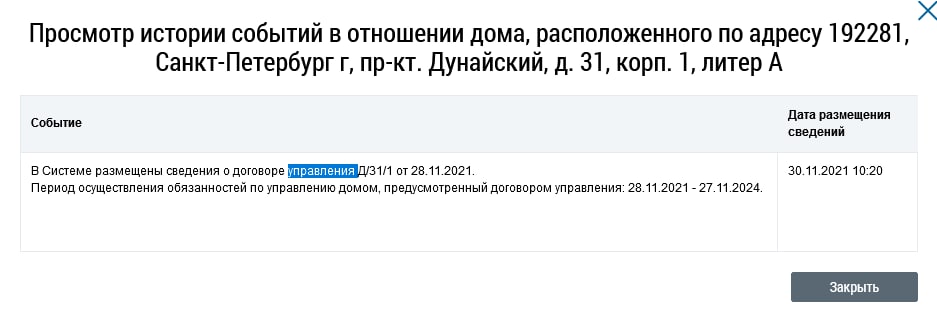 Просмотр истории событий в отношении дома, расположенного по адресу 192281,
Санкт-Петербург г, пр-кт. Дунайский, д. 31, корп. 1, литер А
Событие
Дата размещения
сведений
В Системе размещены сведения о договоре управления Д/31/1 от 28.11.2021.
Период осуществления обязанностей по управлению домом, предусмотренный договором управления: 28.11.2021 - 27.11.2024.
30.11.2021 10:20
Закрыть